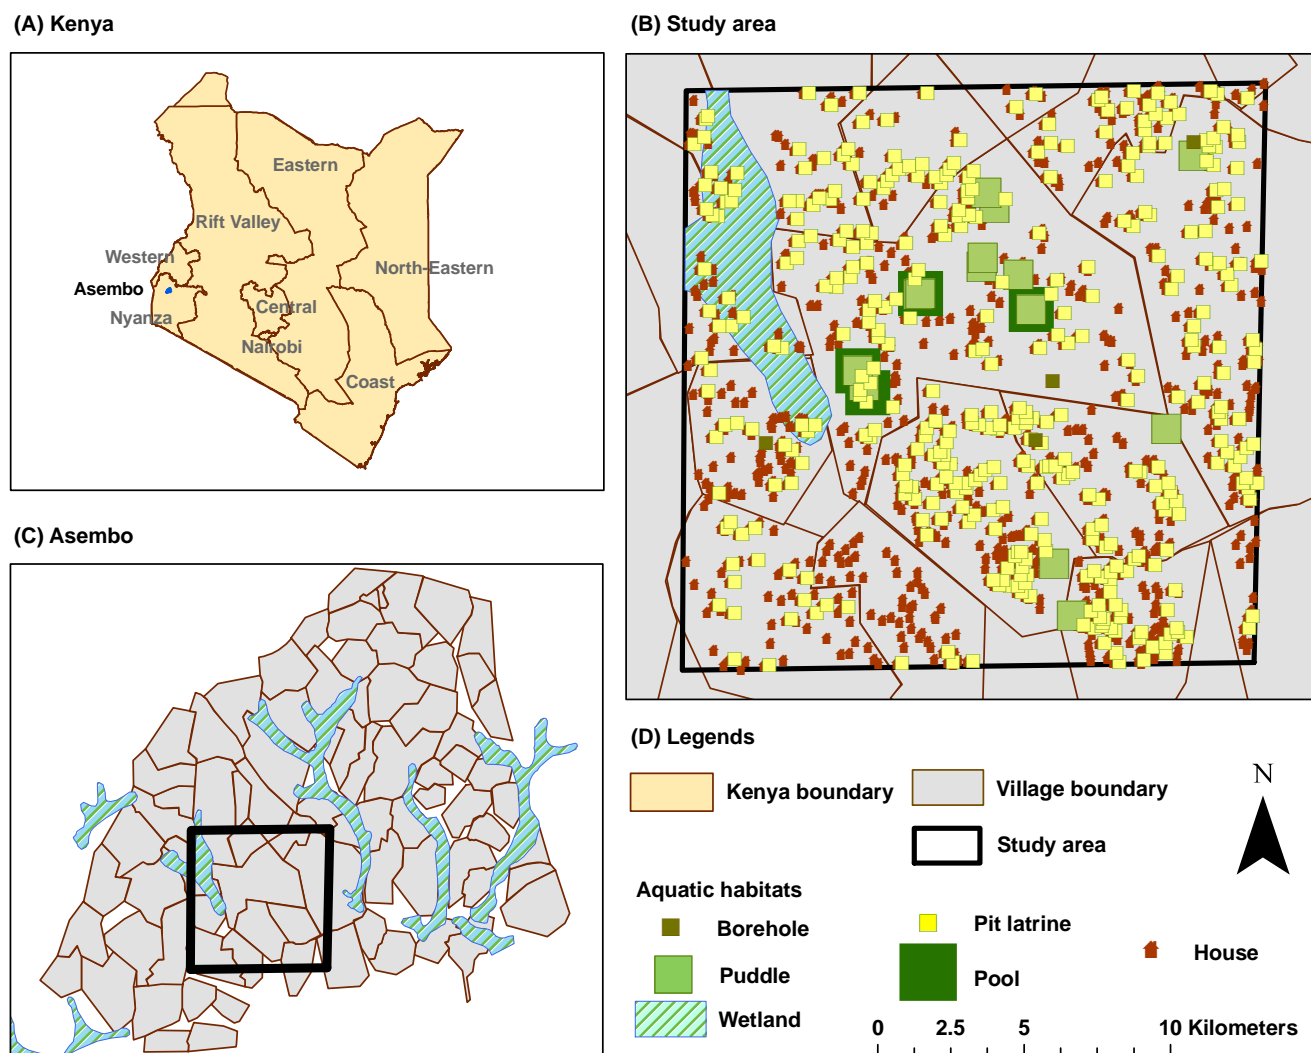 (A) Kenya
Eastern
Rift Valley
Western
North-Eastern
Asembo
Central
Nyanza
Nairobi
Coast
(B) Study area
(C) Asembo
(D) Legends
Kenya boundary
Village boundary
Study area
N
Aquatic habitats
Borehole
Pit latrine
House
Puddle
Pool
Wetland
0 2.5 5 10 Kilometers